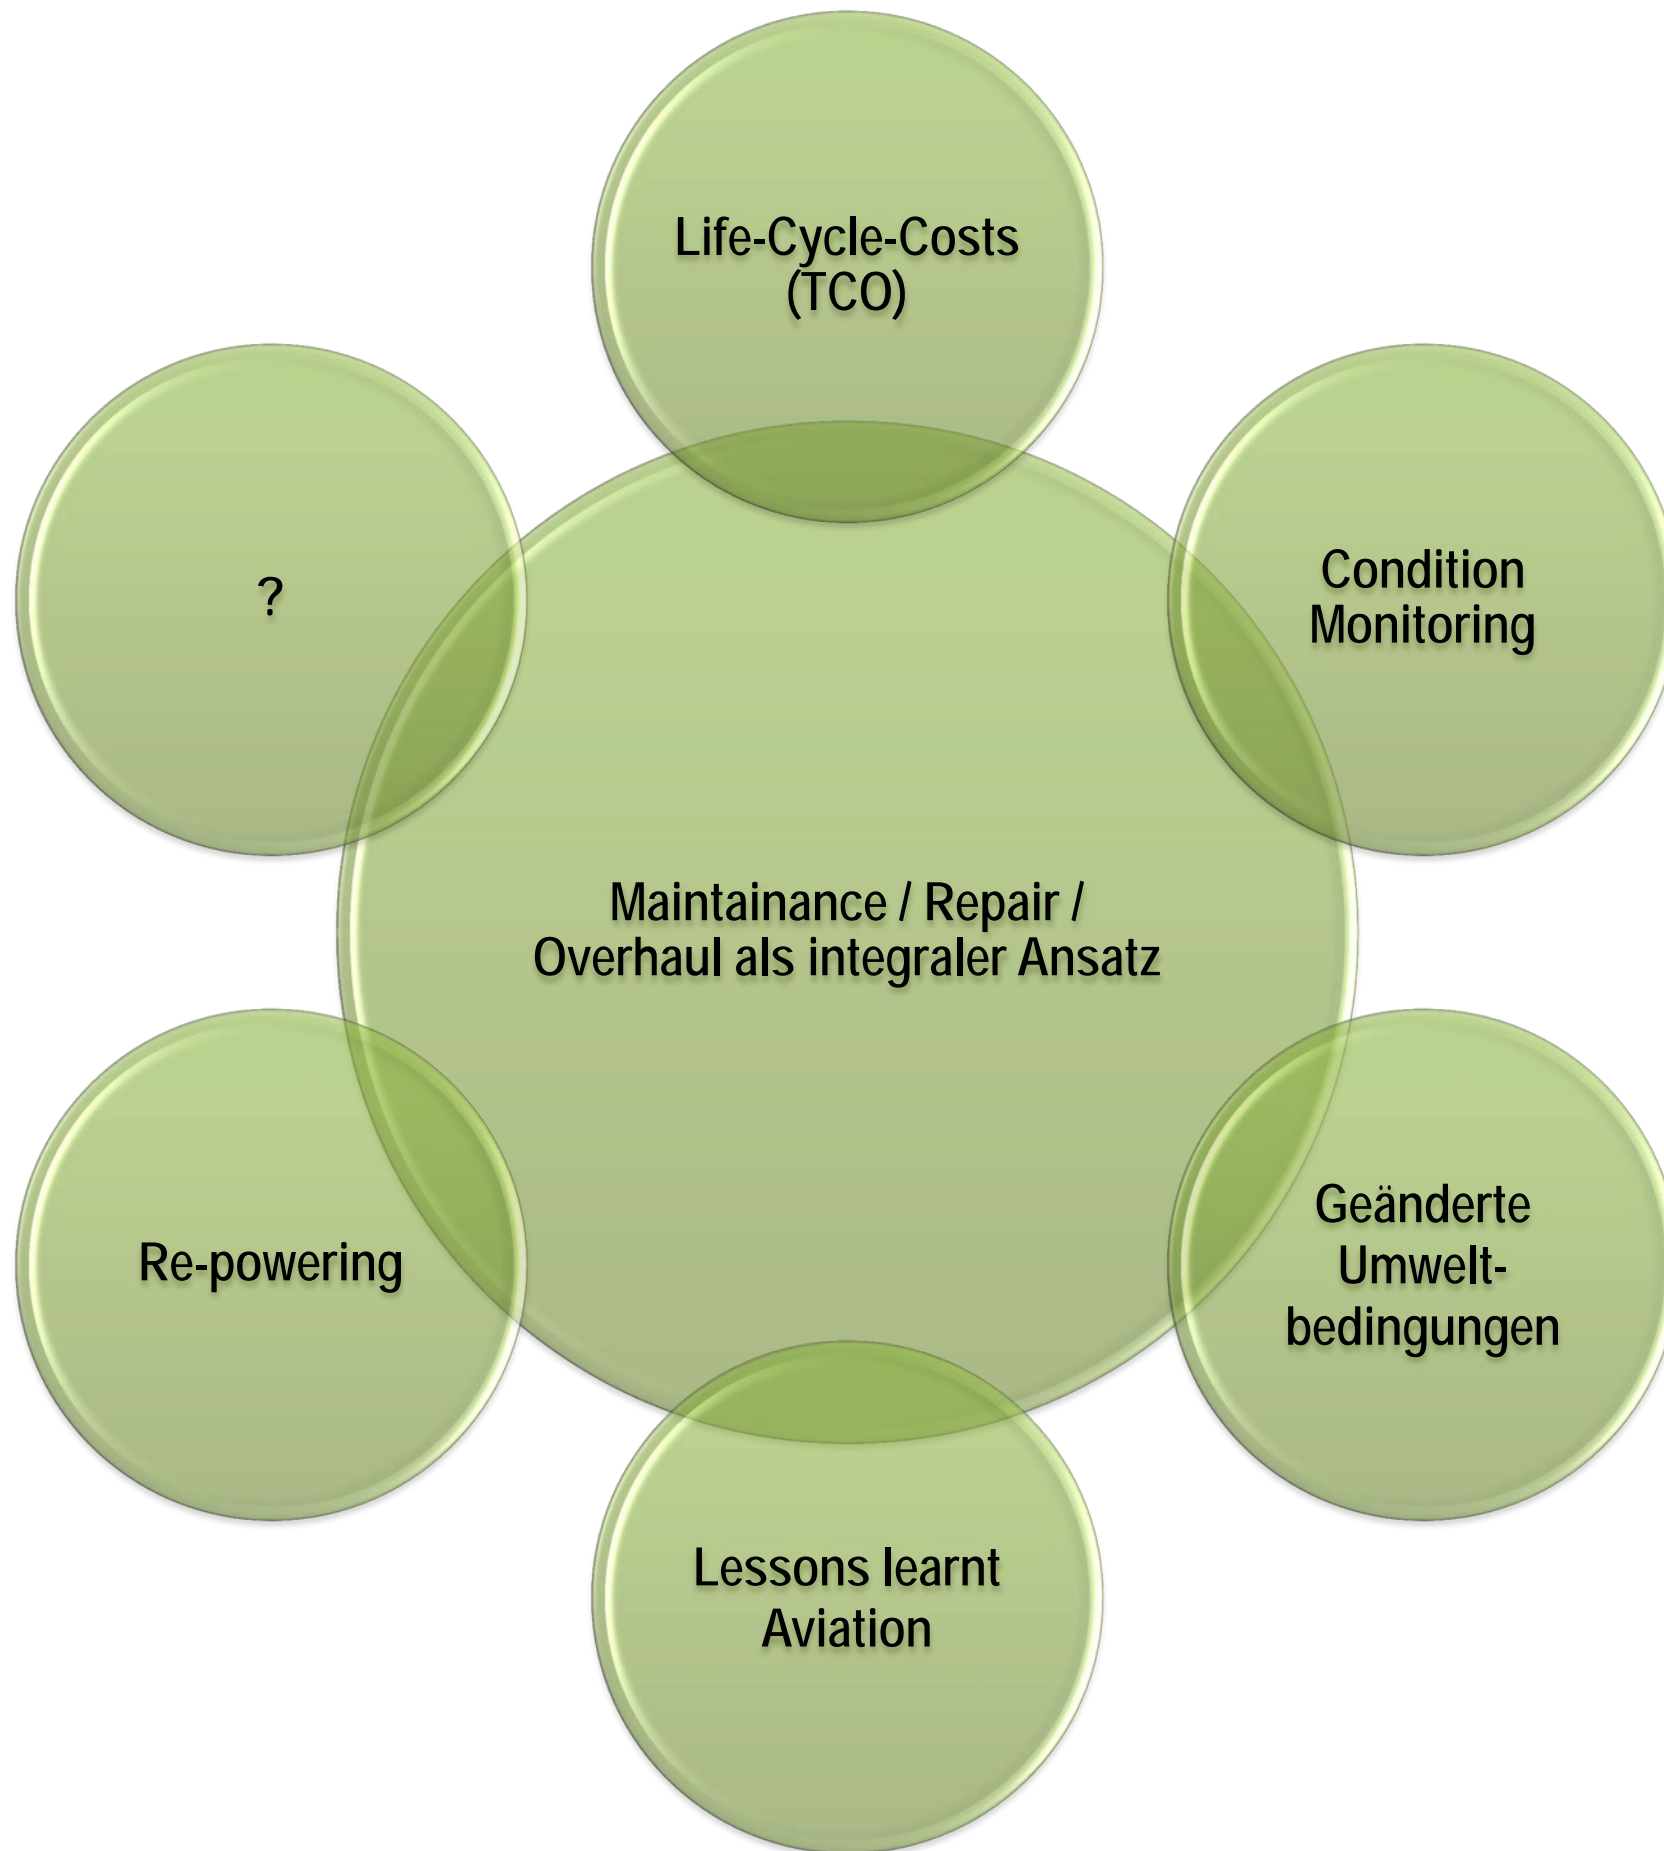 Life-Cycle-Costs
(TCO)
Condition
Monitoring
?
Maintainance / Repair /
Overhaul als integraler Ansatz
Geänderte
Umwelt-
bedingungen
Re-powering
Lessons learnt
Aviation